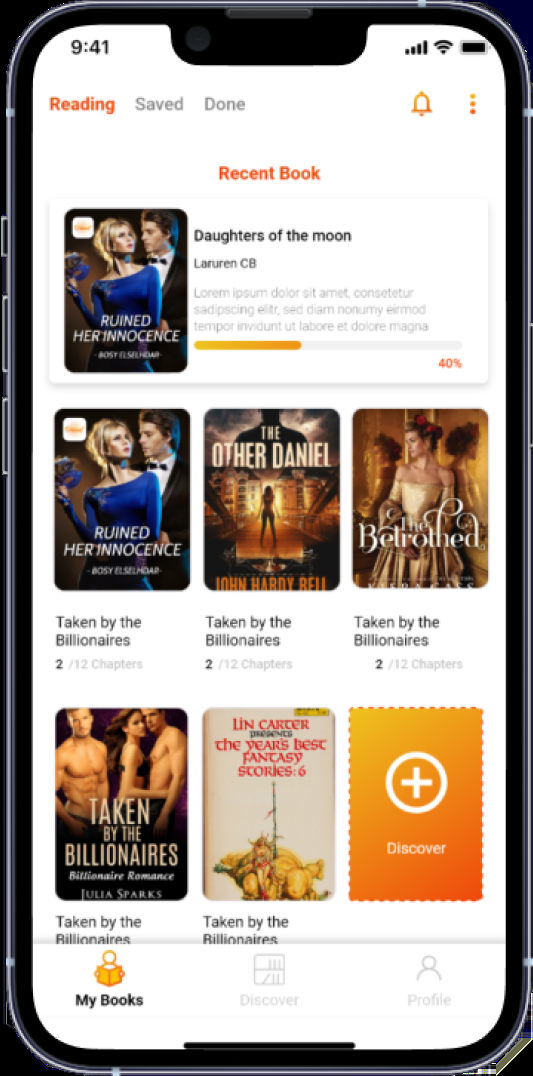 9:41
Reading Saved Done
Recent Book
RUINED
HER INNOCENCE
- BOSY ELSELHDAR-
Daughters of the moon
Laruren CB
Lorem ipsum dolor sit amet, consetetur
sadipscing elitr, sed diam nonumy eirmod
tempor invidunt ut labore et dolore magna
40%
RUINED
HER INNOCENCE
- BOSY ELSELHDAR-
THE
OTHER DANIEL
JOHN HARDY BELL
The
Betrothed
Taken by the
Billionaires
2 /12 Chapters
Taken by the
Billionaires
2 /12 Chapters
Taken by the
Billionaires
2 /12 Chapters
TAKEN
BY THE
BILLIONAIRES
Billionaire Romance
JULIA SPARKS
LIN CARTER
PRESENTS
the YEAR'S BEST
FANTASY
STORIES: 6
Discover
Taken by the
Billionaires
Taken by the
Billionaires
My Books Discover Profile